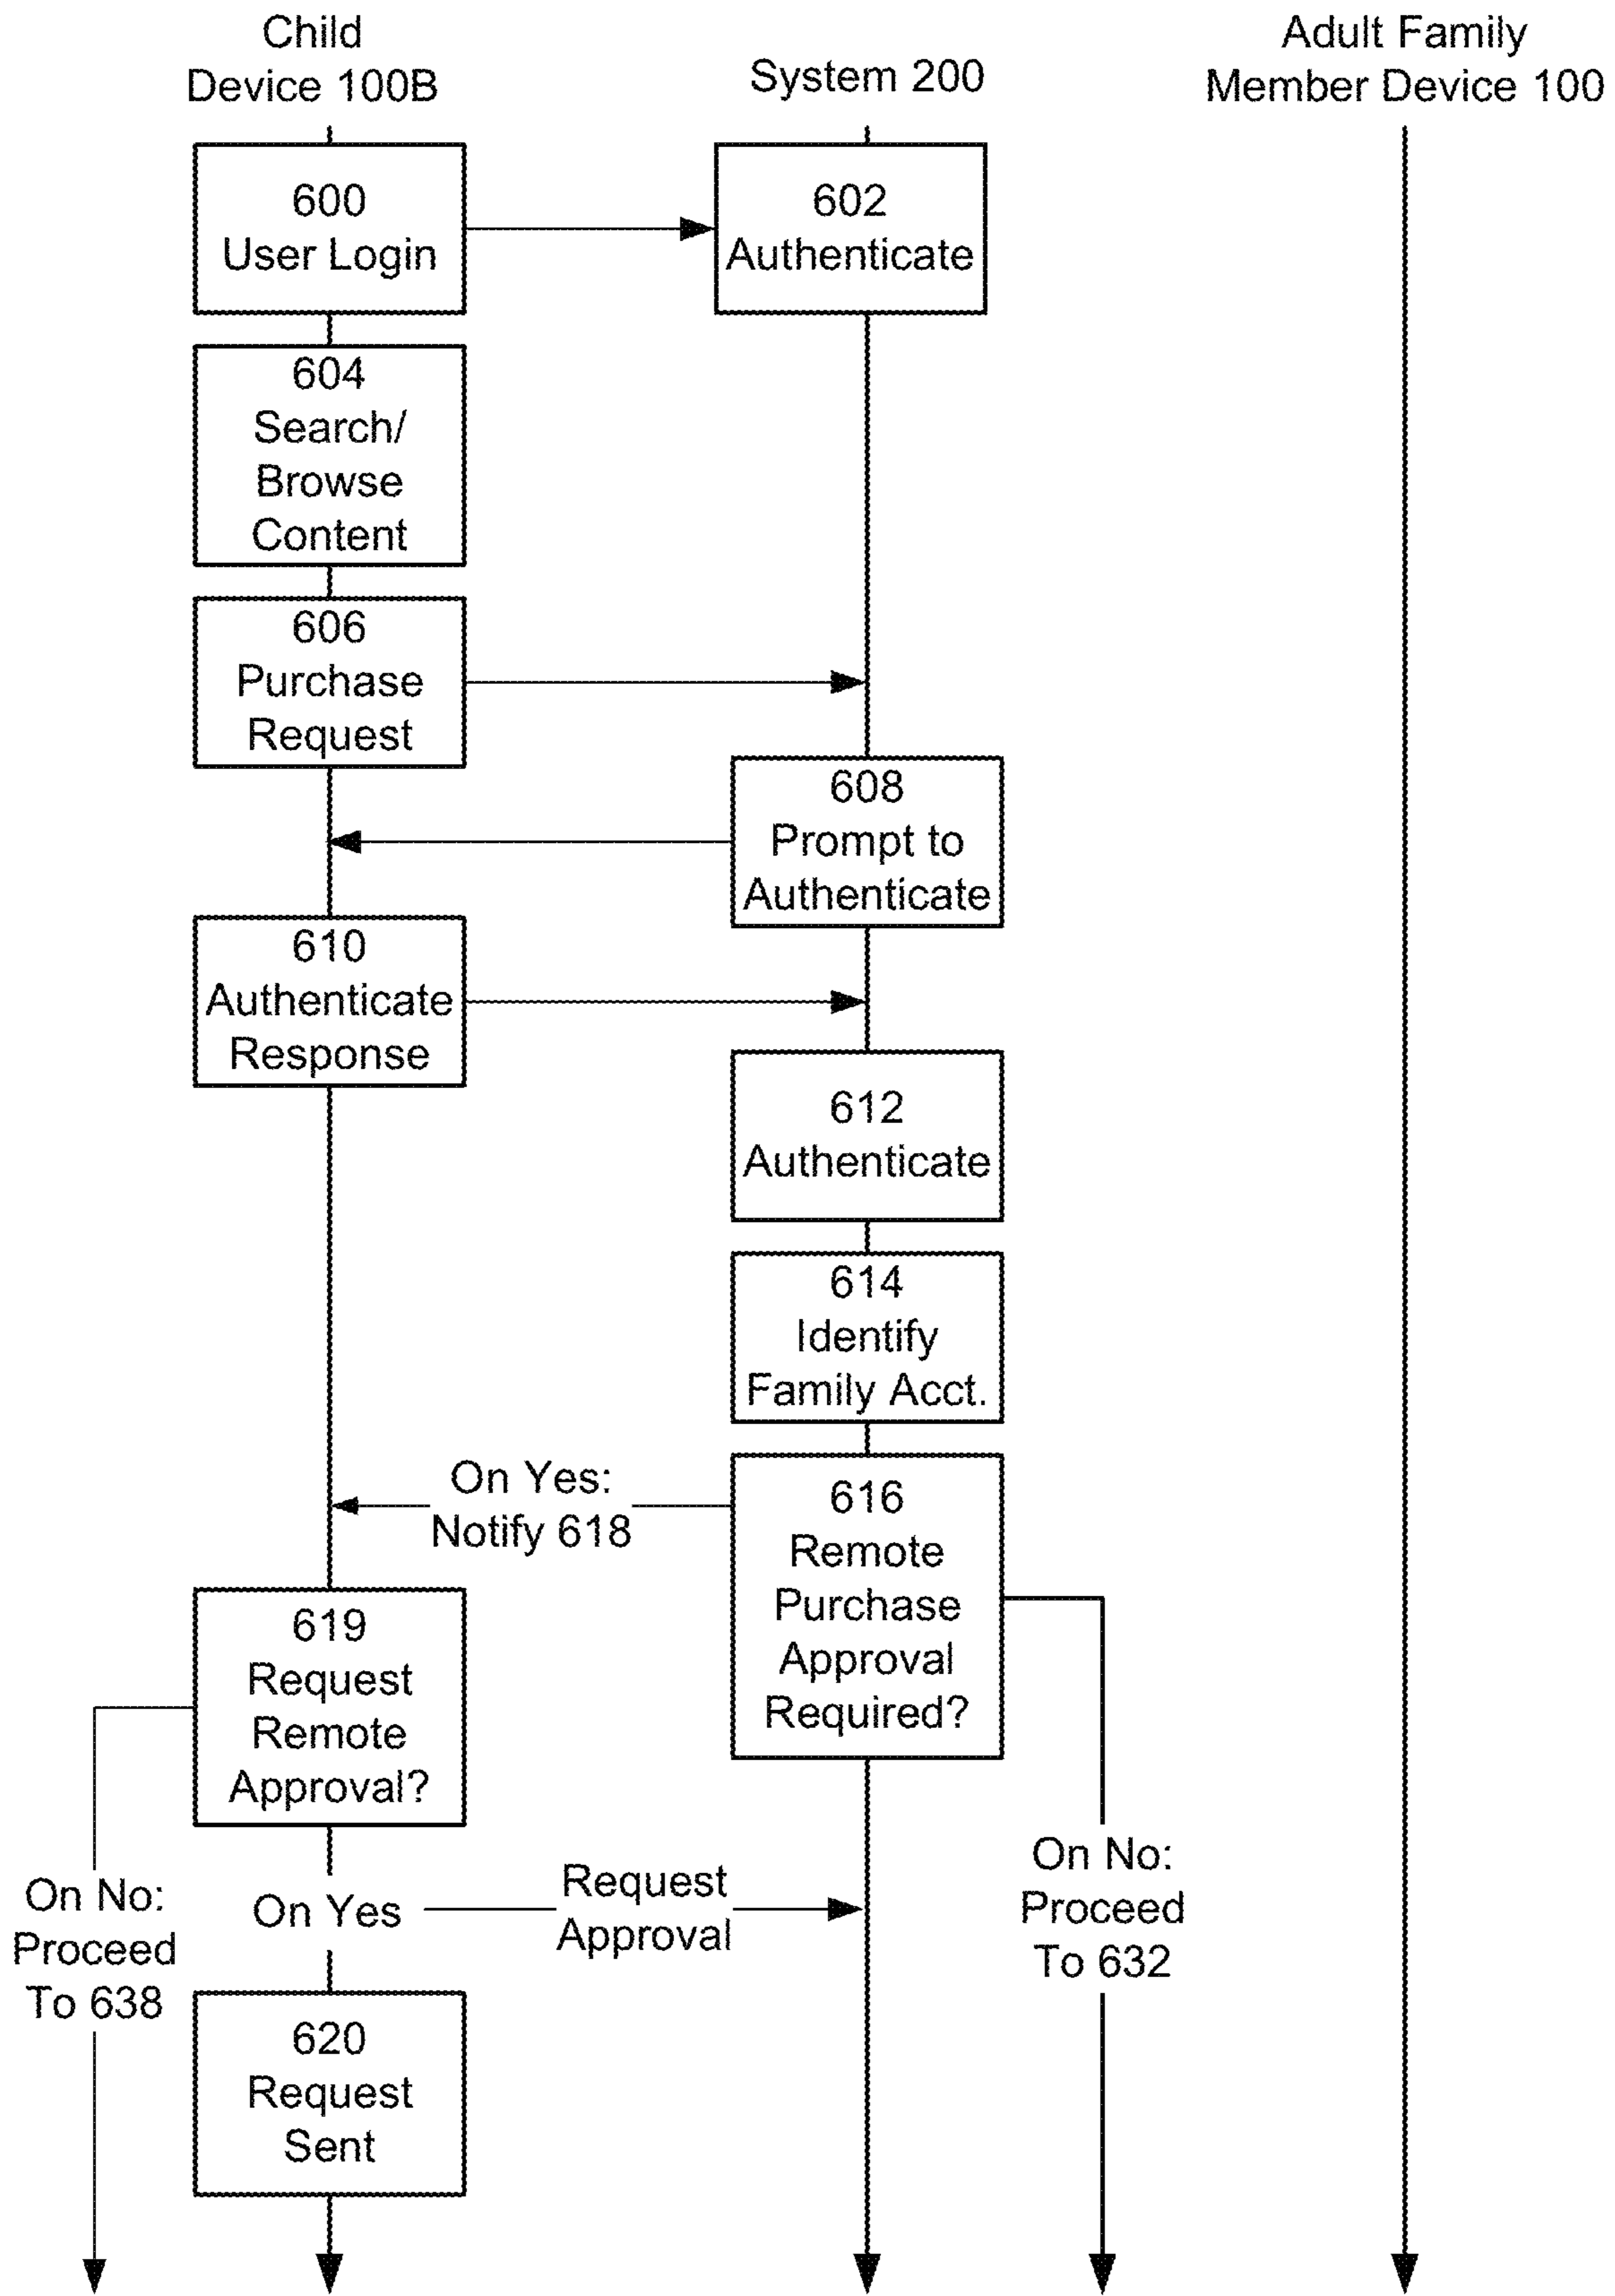 Child
Device 100B
System 200
Adult Family
Member Device 100
600
User Login
602
Authenticate
604
Search/
Browse
Content
606
Purchase
Request
608
Prompt to
Authenticate
610
Authenticate
Response
612
Authenticate
614
Identify
Family Acct.
On Yes:
Notify 618
616
Remote
Purchase
Approval
Required?
619
Request
Remote
Approval?
On No:
Proceed
To 638
On Yes
Request
Approval
On No:
Proceed
To 632
620
Request
Sent